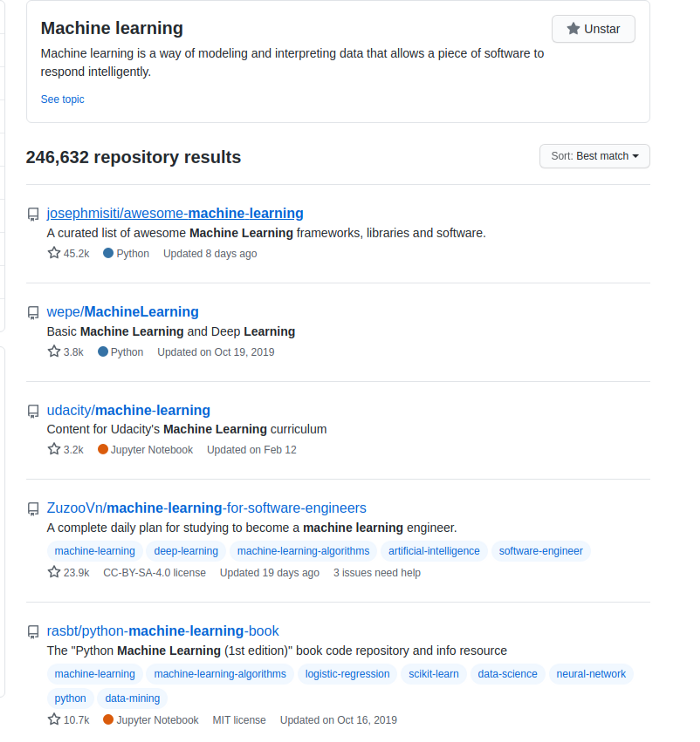 Machine learning
Unstar
Machine learning is a way of modeling and interpreting data that allows a piece of software to
respond intelligently.
See topic
246,632 repository results
Sort: Best match
josephmisiti/awesome-machine-learning
A curated list of awesome Machine Learning frameworks, libraries and software.
45.2k Python Updated 8 days ago
wepe/MachineLearning
Basic Machine Learning and Deep Learning
3.8k Python Updated on Oct 19, 2019
udacity/machine-learning
Content for Udacity's Machine Learning curriculum
3.2k Jupyter Notebook Updated on Feb 12
ZuzooVn/machine-learning-for-software-engineers
A complete daily plan for studying to become a machine learning engineer.
machine-learning deep-learning machine-learning-algorithms artificial-intelligence software-engineer
23.9k CC-BY-SA-4.0 license Updated 19 days ago 3 issues need help
rasbt/python-machine-learning-book
The "Python Machine Learning (1st edition)" book code repository and info resource
machine-learning machine-learning-algorithms logistic-regression scikit-learn data-science neural-network
python data-mining
10.7k Jupyter Notebook MIT license Updated on Oct 16, 2019